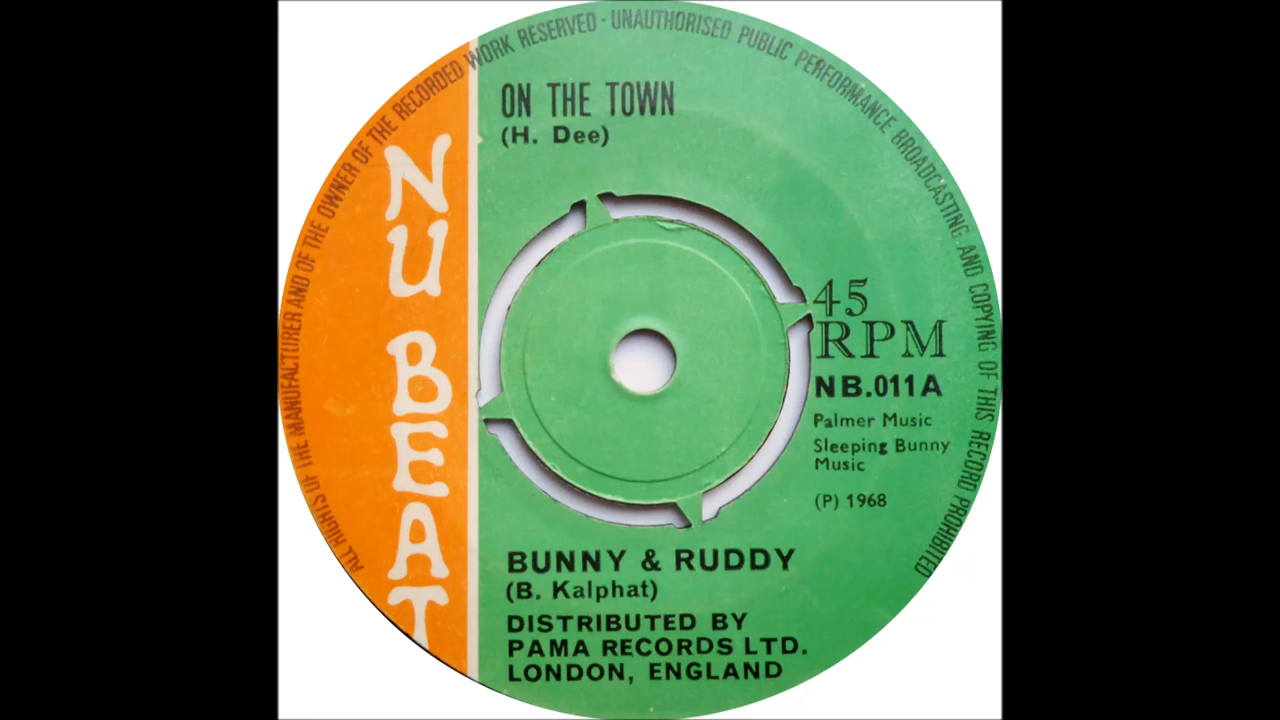 ALL RIGHTS OF THE MANUFACTURER AND OF THE OWNER OF THE RECORDED WORK RESERVED · UNAUTHORISED PUBLIC PERFORMANCE BROADCASTING AND COPYING OF THIS RECORD PROHIBITED
NU BEAT
ON THE TOWN
(H. Dee)
45
RPM
NB.011A
Palmer Music
Sleeping Bunny
Music
(P) 1968
BUNNY & RUDDY
(B. Kalphat)
DISTRIBUTED BY
PAMA RECORDS LTD.
LONDON, ENGLAND